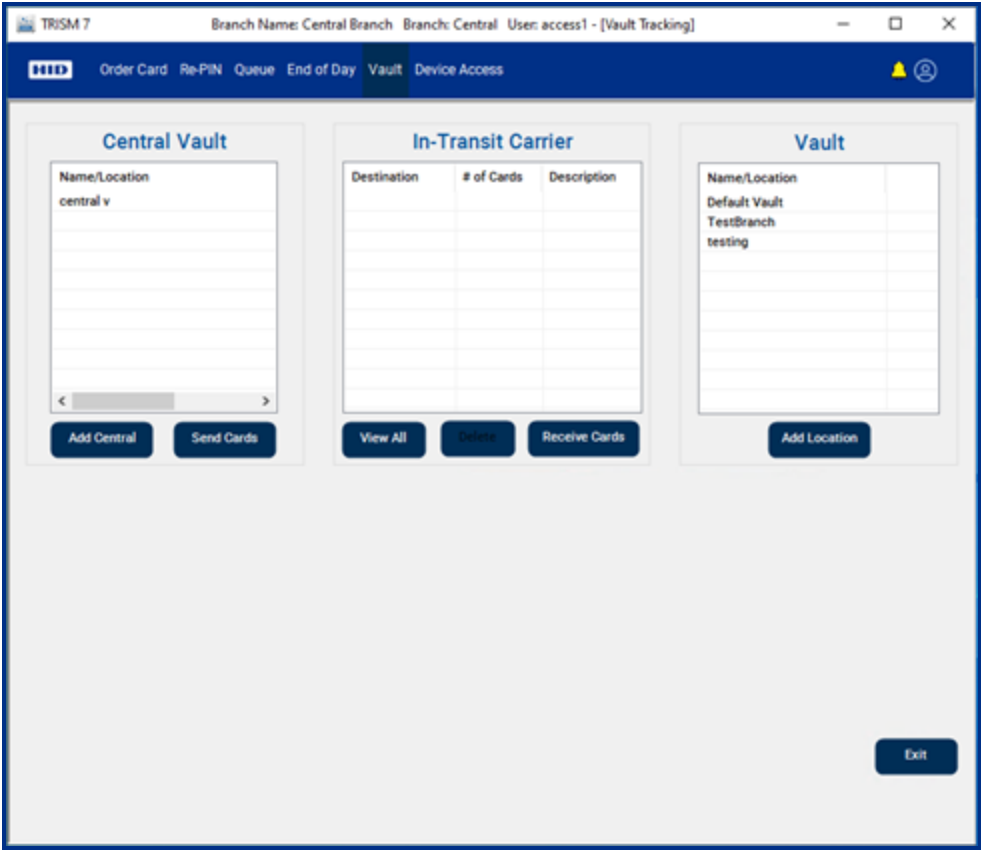 TRISM 7 Branch Name: Central Branch Branch: Central User: access1 - [Vault Tracking]
HID Order Card Re-PIN Queue End of Day Vault Device Access
Central Vault
Name/Location
central v
Add Central Send Cards
In-Transit Carrier
Destination # of Cards Description
View All Delete Receive Cards
Vault
Name/Location
Default Vault
TestBranch
testing
Add Location
Exit